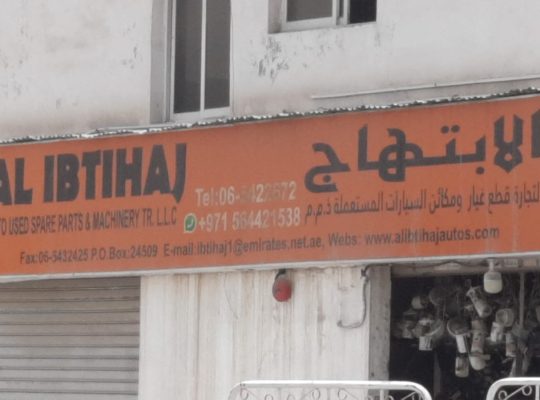 AL IBTIHAJ
TO USED SPARE PARTS & MACHINERY TR. L.L.C
Tel:06-5422572
+971 564421538
الابتهاج
لتجارة قطع غيار ومكائن السيارات المستعملة ذ.م.م
Fax:06-5432425 P.O.Box:24509 E-mail:ibtihaj1@emirates.net.ae, Webs: www.alibtihajautos.com